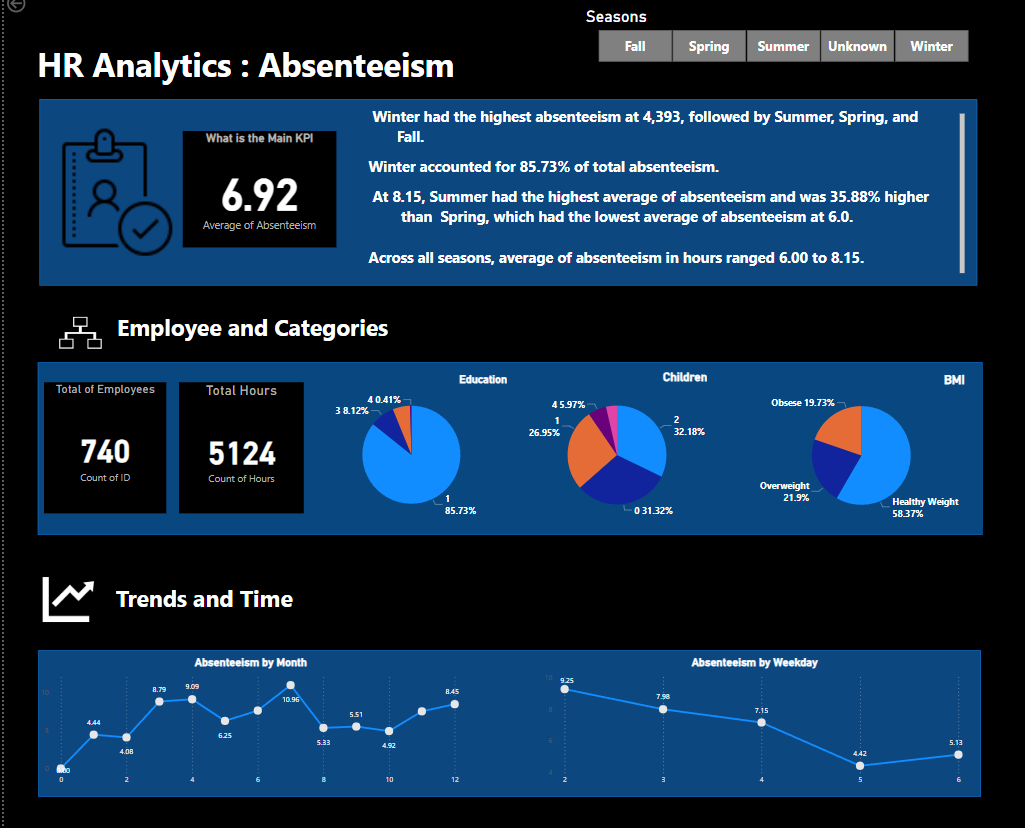 Seasons
Fall Spring Summer Unknown Winter
HR Analytics : Absenteeism
What is the Main KPI
6.92
Average of Absenteeism
Winter had the highest absenteeism at 4,393, followed by Summer, Spring, and
Fall.
Winter accounted for 85.73% of total absenteeism.
At 8.15, Summer had the highest average of absenteeism and was 35.88% higher
than Spring, which had the lowest average of absenteeism at 6.0.
Across all seasons, average of absenteeism in hours ranged 6.00 to 8.15.
Employee and Categories
Total of Employees
740
Count of ID
Total Hours
5124
Count of Hours
Education
4 0.41%
3 8.12%
1
85.73%
Children
4 5.97%
1
26.95%
2
32.18%
0 31.32%
BMI
Obsese 19.73%
Overweight
21.9%
Healthy Weight
58.37%
Trends and Time
Absenteeism by Month
10
5
0
0.00
4.44
4.08
8.79
9.09
6.25
10.96
5.33
5.51
4.92
8.45
0 2 4 6 8 10 12
Absenteeism by Weekday
10
8
6
4
9.25
7.98
7.15
4.42
5.13
2 3 4 5 6